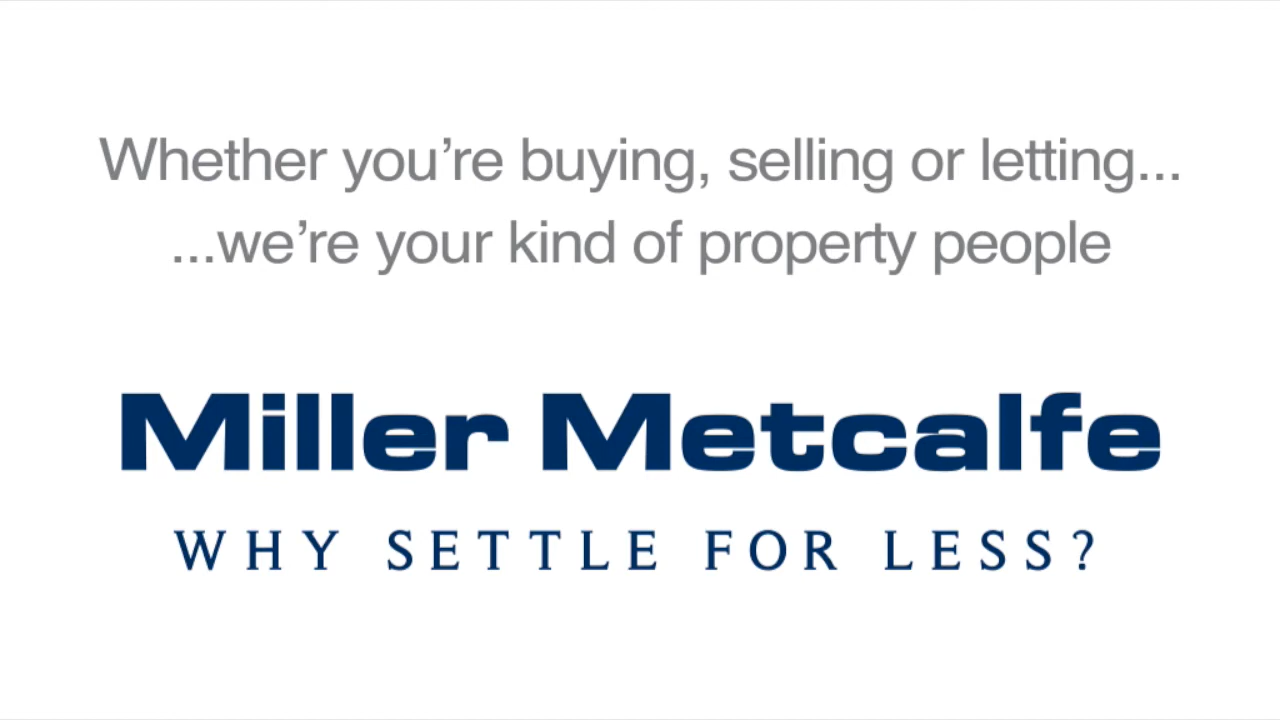 Whether you’re buying, selling or letting...
...we’re your kind of property people
Miller Metcalfe
WHY SETTLE FOR LESS?